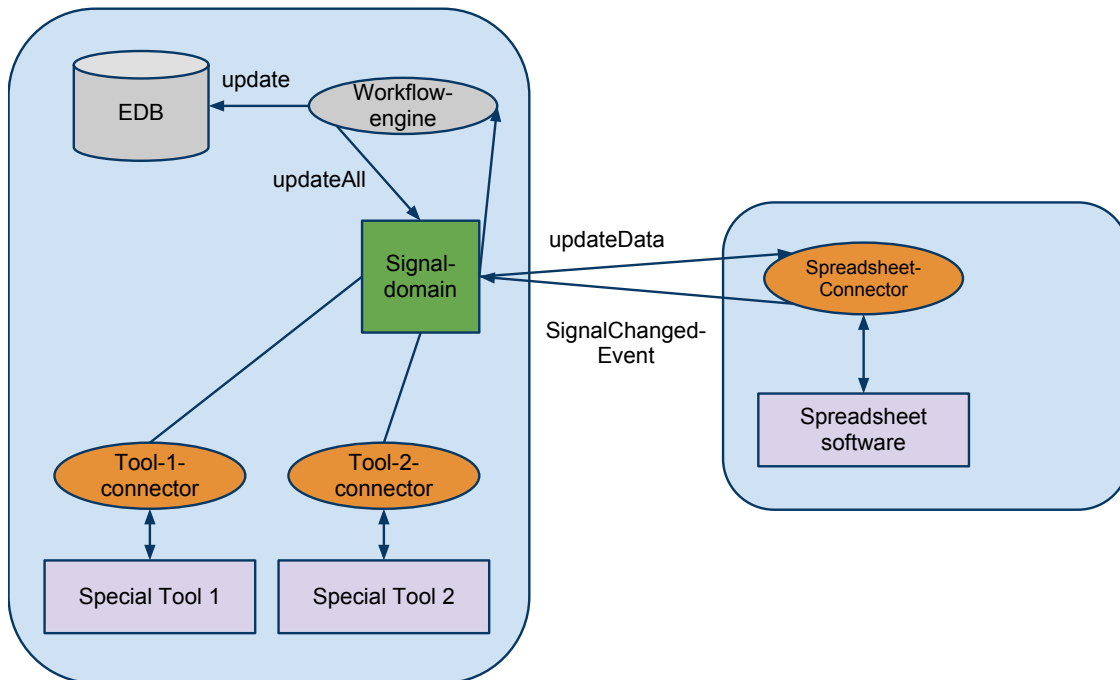 update
EDB
Workflow-
engine
updateAll
Signal-
domain
updateData
SignalChanged-
Event
Spreadsheet-
Connector
Spreadsheet
software
Tool-1-
connector
Tool-2-
connector
Special Tool 1
Special Tool 2